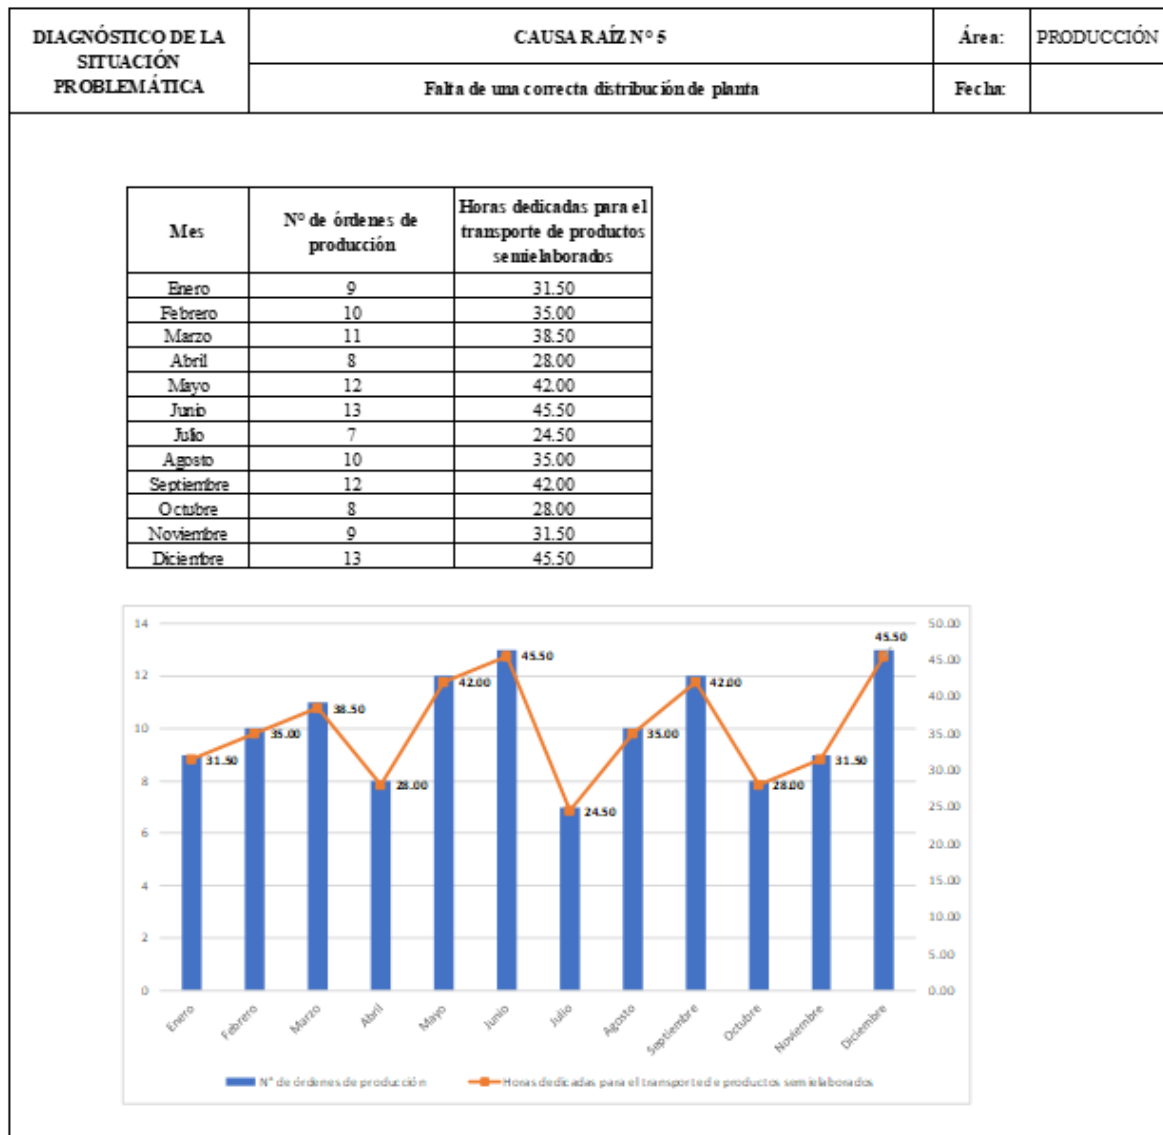 DIAGNÓSTICO DE LA
SITUACIÓN
PROBLEMÁTICA
CAUSA RAÍZ N° 5
Área:
PRODUCCIÓN
Falta de una correcta distribución de planta
Fecha:
Mes
N° de órdenes de
producción
Horas dedicadas para el
transporte de productos
semielaborados
Enero 9 31.50
Febrero 10 35.00
Marzo 11 38.50
Abril 8 28.00
Mayo 12 42.00
Junio 13 45.50
Julio 7 24.50
Agosto 10 35.00
Septiembre 12 42.00
Octubre 8 28.00
Noviembre 9 31.50
Diciembre 13 45.50
14
12
10
8
6
4
2
0
31.50
35.00
38.50
28.00
42.00
45.50
24.50
35.00
42.00
28.00
31.50
45.50
50.00
45.00
40.00
35.00
30.00
25.00
20.00
15.00
10.00
5.00
0.00
Enero
Febrero
Marzo
Abril
Mayo
Junio
Julio
Agosto
Septiembre
Octubre
Noviembre
Diciembre
N° de órdenes de producción
Horas dedicadas para el transporte de productos semielaborados